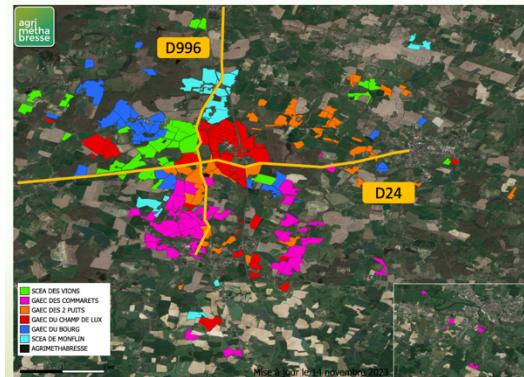 agri
métha
bresse
D996
D24
SCEA DES VIONS
GAEC DES COMMARETS
GAEC DES 2 PUITS
GAEC DU CHAMP DE LUX
GAEC DU BOURG
SCEA DE MONFLIN
AGRIMETHABRESSE
Mise à jour le 14 novembre 2023